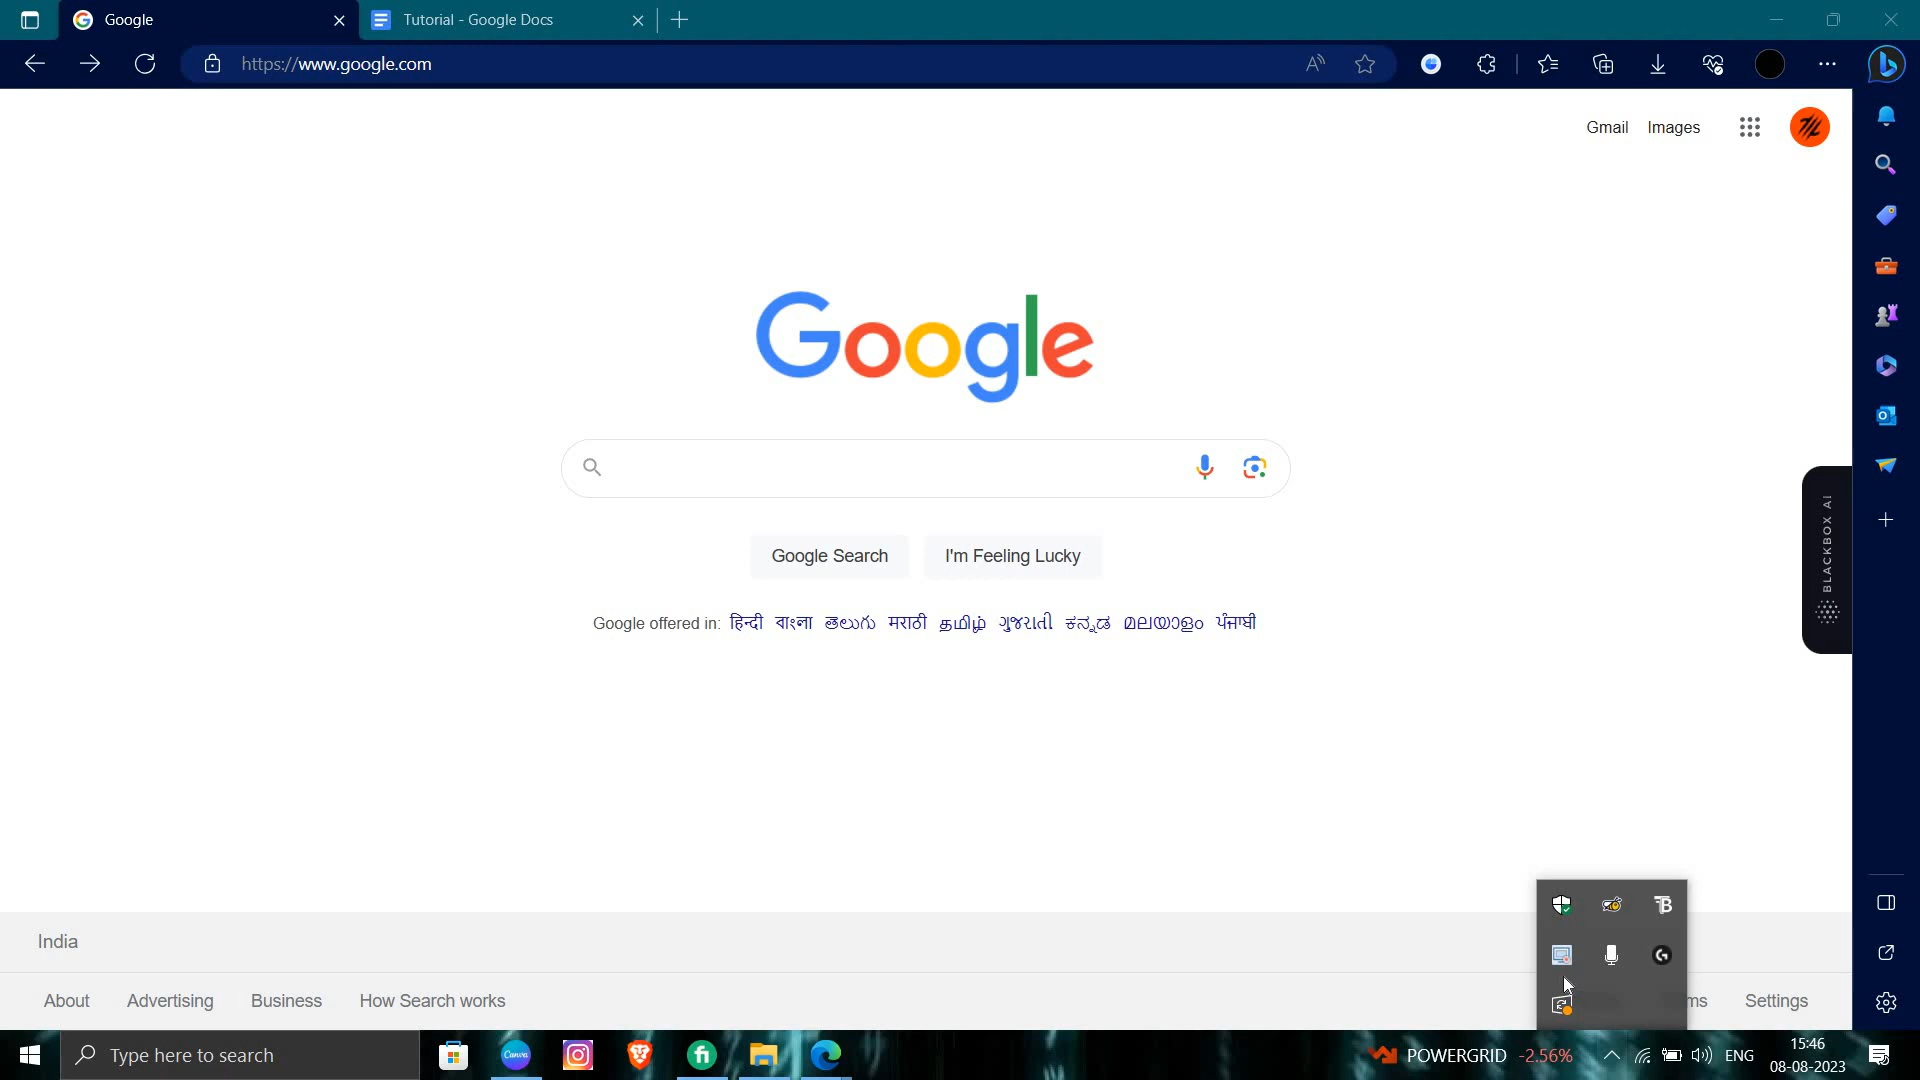 Google
Tutorial - Google Docs
https://www.google.com
Gmail Images
Google
BLACKBOX AI
Google Search
I'm Feeling Lucky
Google offered in: हिन्दी বাংলা తెలుగు मराठी தமிழ் ગુજરાતી ಕನ್ನಡ മലയാളം ਪੰਜਾਬੀ
India
About Advertising Business How Search works
ms Settings
Type here to search
Canva
POWERGRID -2.56%
ENG
15:46
08-08-2023